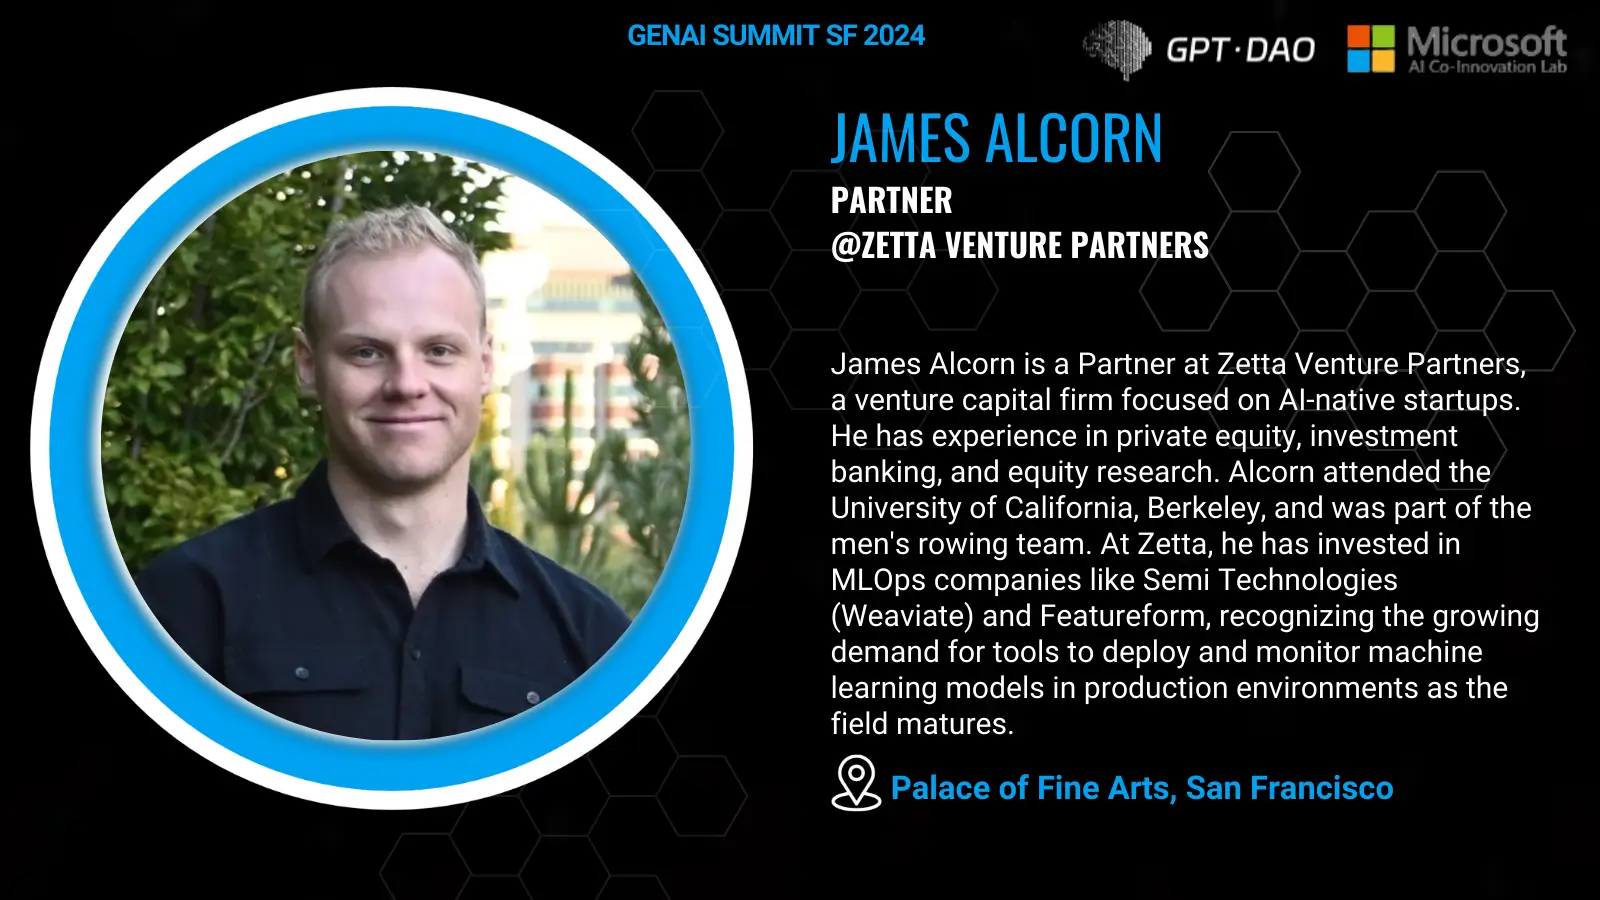 GENAI SUMMIT SF 2024
GPT·DAO
Microsoft
AI Co-Innovation Lab
JAMES ALCORN
PARTNER
@ZETTA VENTURE PARTNERS
James Alcorn is a Partner at Zetta Venture Partners,
a venture capital firm focused on AI-native startups.
He has experience in private equity, investment
banking, and equity research. Alcorn attended the
University of California, Berkeley, and was part of the
men's rowing team. At Zetta, he has invested in
MLOps companies like Semi Technologies
(Weaviate) and Featureform, recognizing the growing
demand for tools to deploy and monitor machine
learning models in production environments as the
field matures.
Palace of Fine Arts, San Francisco